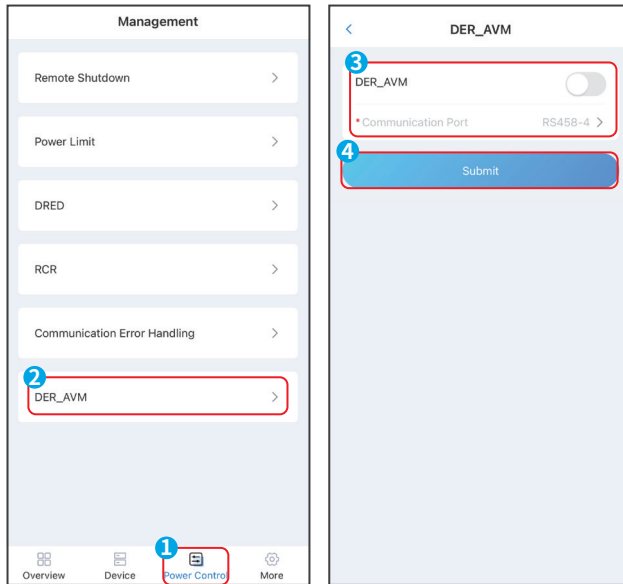 Management
Remote Shutdown
Power Limit
DRED
RCR
Communication Error Handling
2
DER_AVM
1
Overview
Device
Power Control
More
DER_AVM
3
DER_AVM
*Communication Port RS458-4
4
Submit